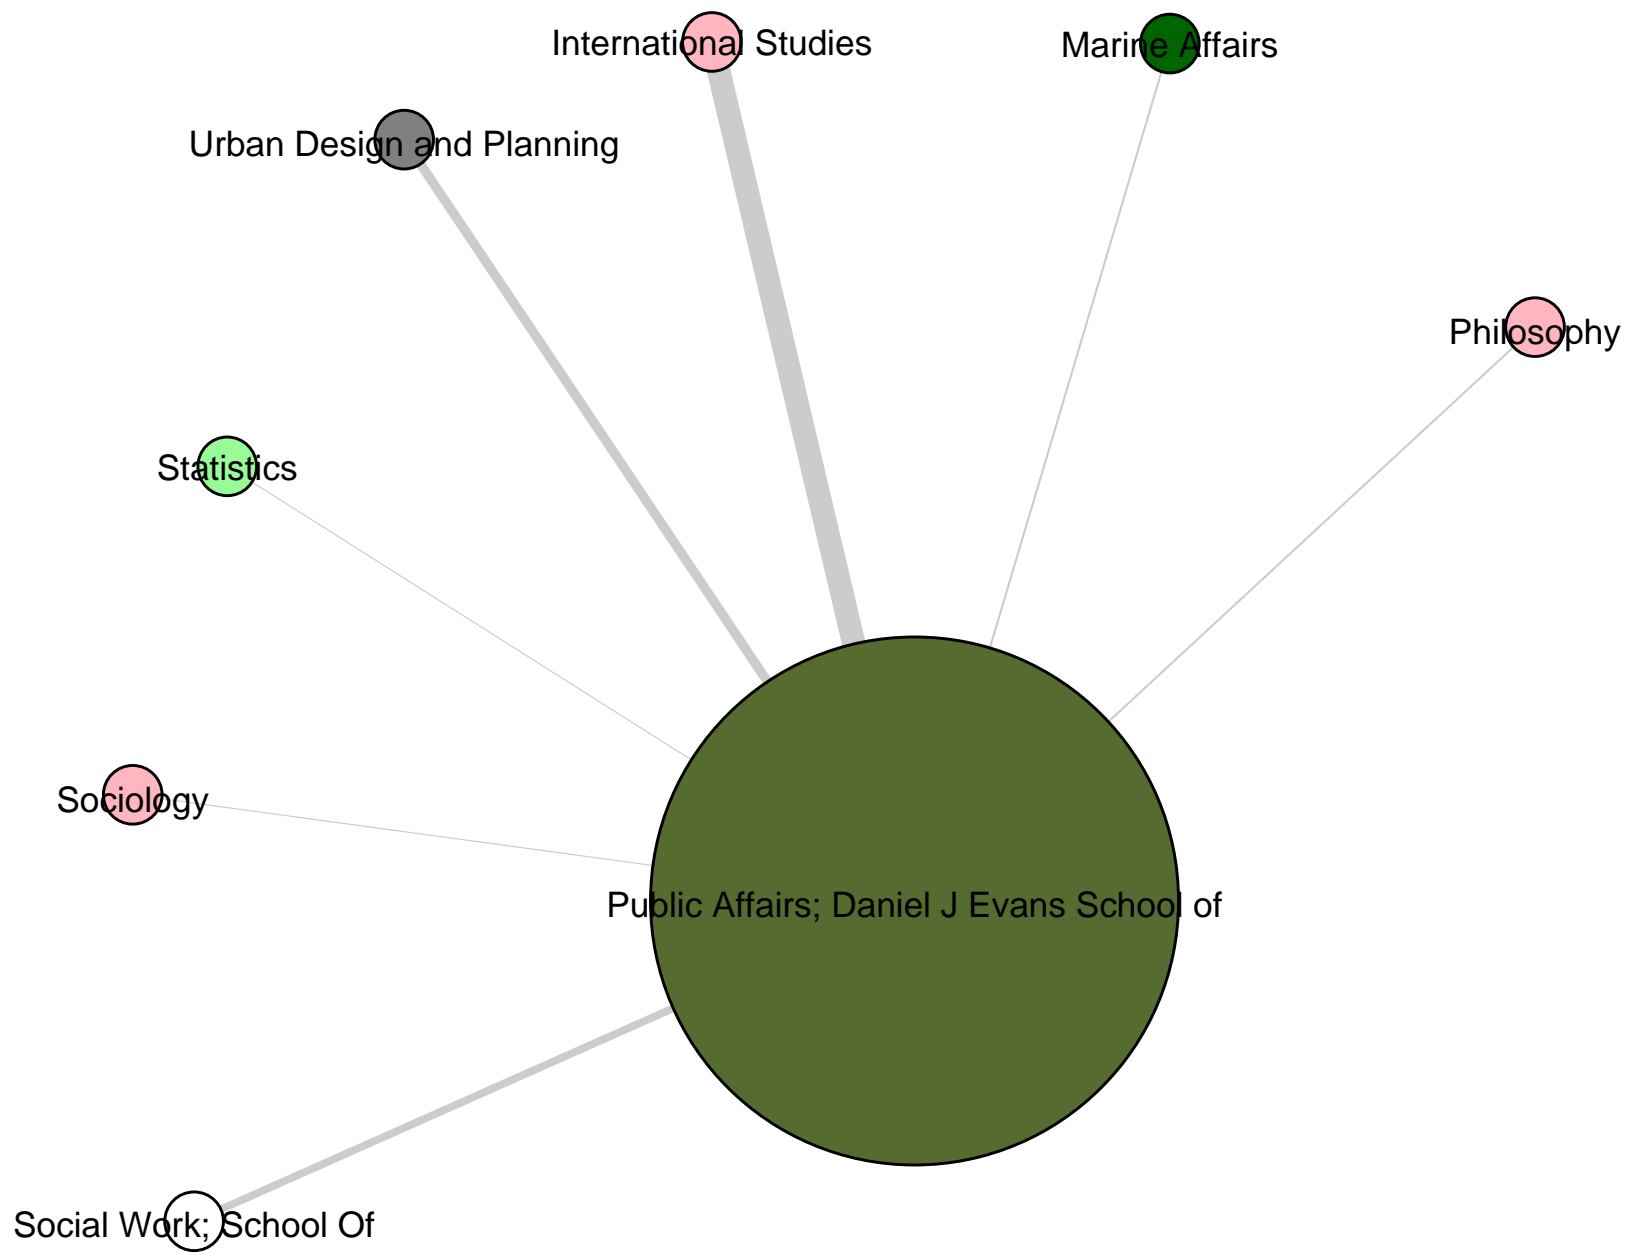 International Studies
Marine Affairs
Urban Design and Planning
Philosophy
Statistics
Sociology
Public Affairs; Daniel J Evans School of
Social Work; School Of